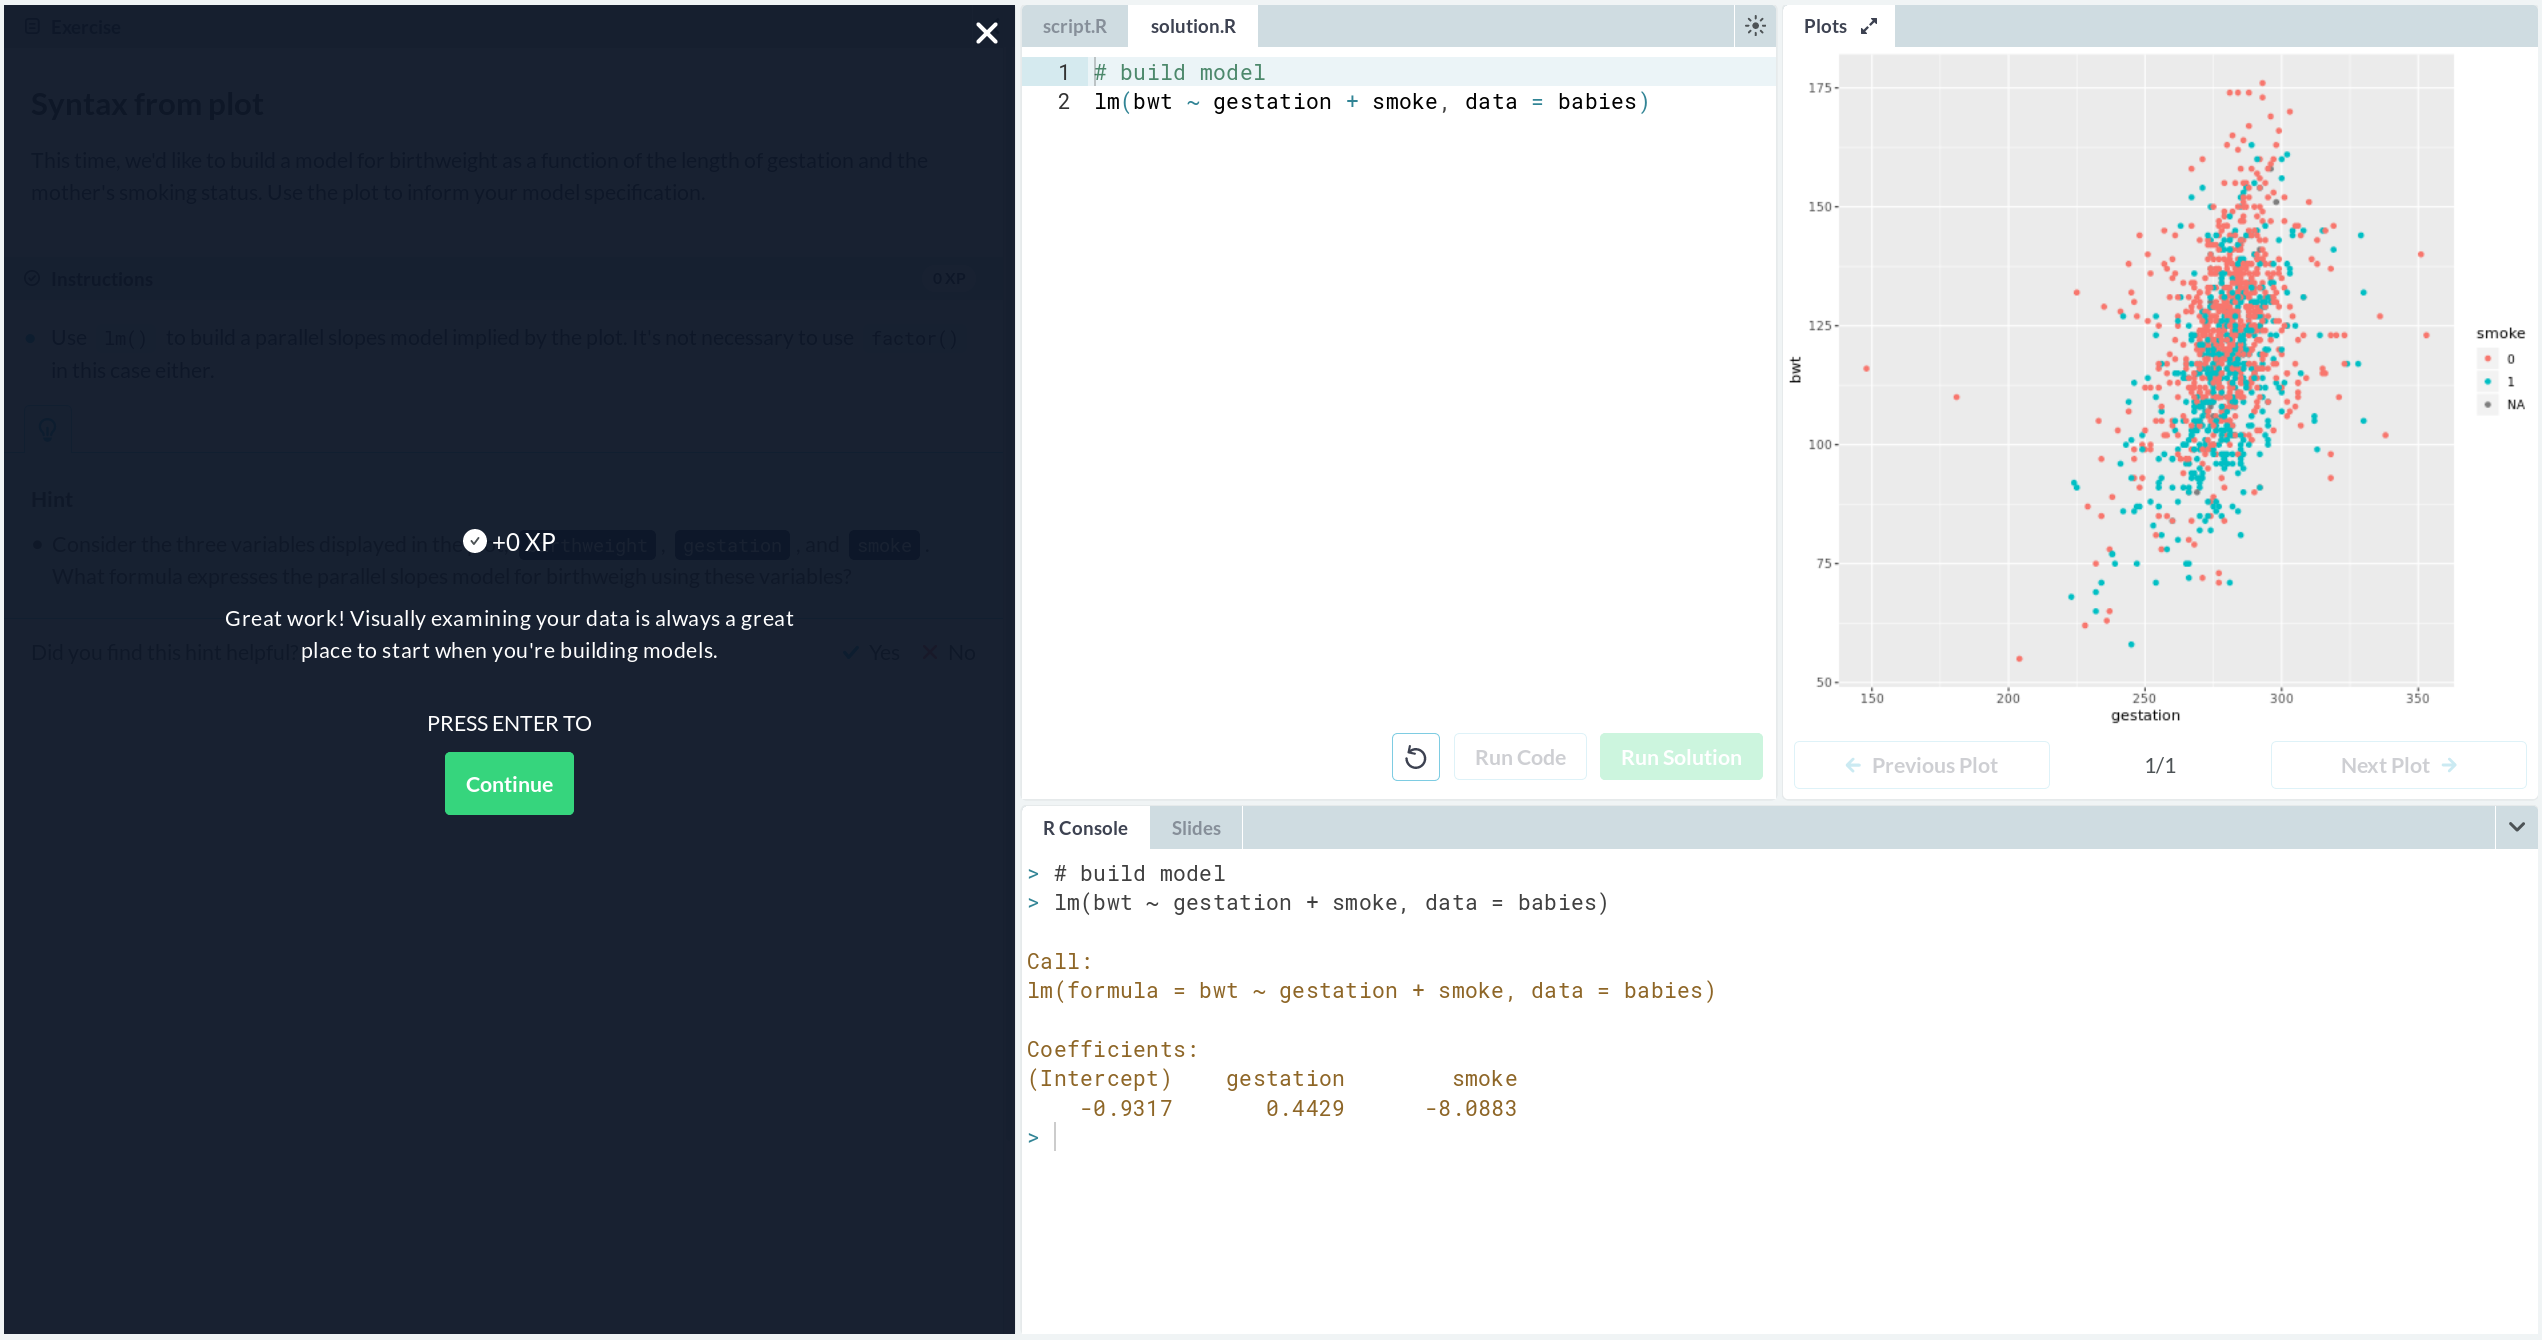 Exercise
Syntax from plot
This time, we'd like to build a model for birthweight as a function of the length of gestation and the
mother's smoking status. Use the plot to inform your model specification.
Instructions
0 XP
Use lm() to build a parallel slopes model implied by the plot. It's not necessary to use factor()
in this case either.
Hint
Consider the three variables displayed in the thweight, gestation, and smoke.
What formula expresses the parallel slopes model for birthweigh using these variables?
Did you find this hint helpful?
Yes
No
+0 XP
Great work! Visually examining your data is always a great
place to start when you're building models.
PRESS ENTER TO
Continue
script.R
solution.R
1 # build model
2 lm(bwt ~ gestation + smoke, data = babies)
Run Code
Run Solution
Plots
175
150
125
100
75
50
bwt
150 200 250 300 350
gestation
smoke
0
1
NA
Previous Plot
1/1
Next Plot
R Console
Slides
> # build model
> lm(bwt ~ gestation + smoke, data = babies)
Call:
lm(formula = bwt ~ gestation + smoke, data = babies)
Coefficients:
(Intercept) gestation smoke
-0.9317 0.4429 -8.0883
>